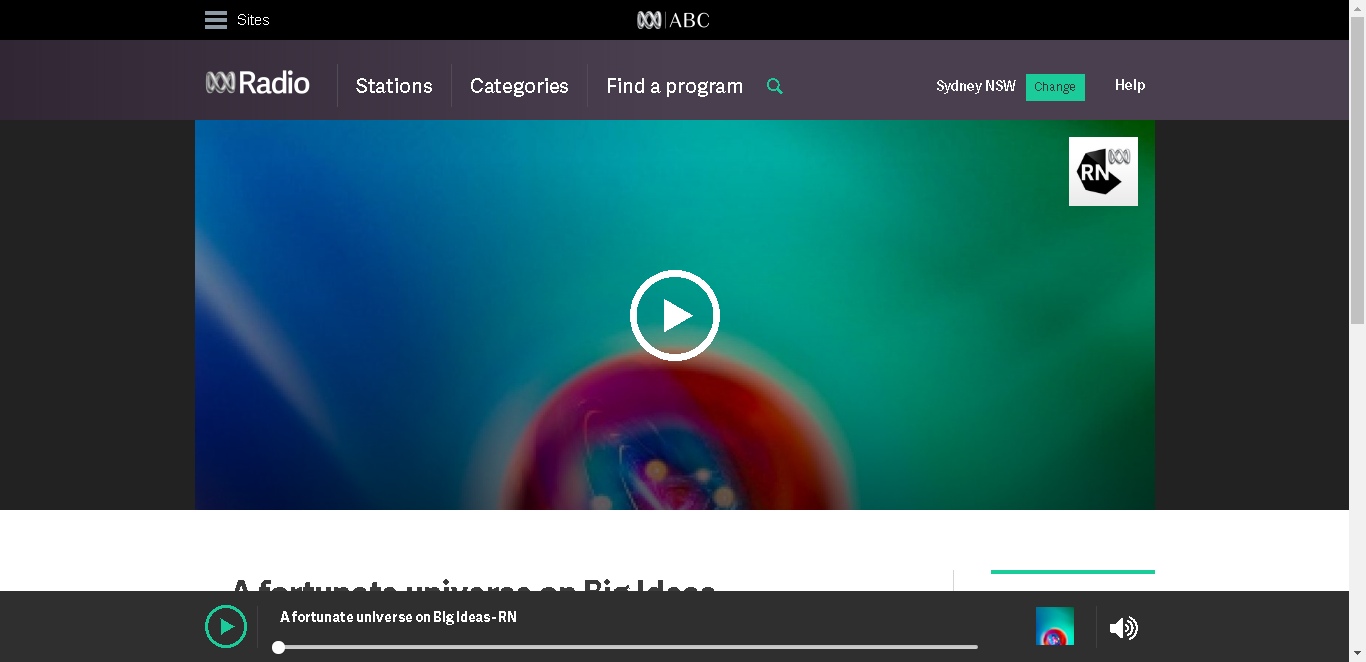 Sites
ABC
Radio
Stations
Categories
Find a program
Sydney NSW
Change
Help
RN
A fortunate universe on Big Ideas
A fortunate universe on Big Ideas - RN